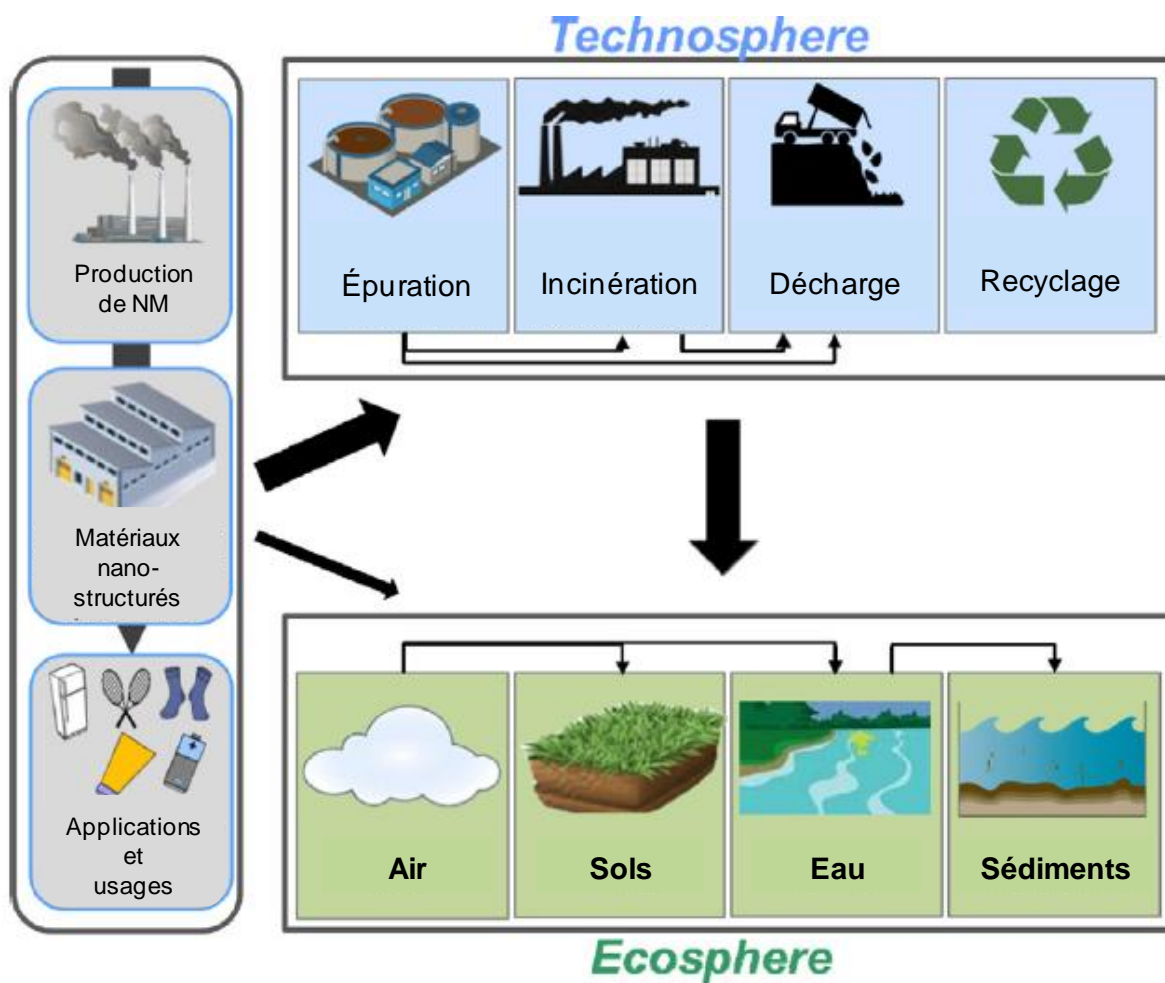 Technosphere
Production
de NM
Matériaux
nano-
structurés
Applications
et
usages
Épuration
Incinération
Décharge
Recyclage
Air
Sols
Eau
Sédiments
Ecosphere